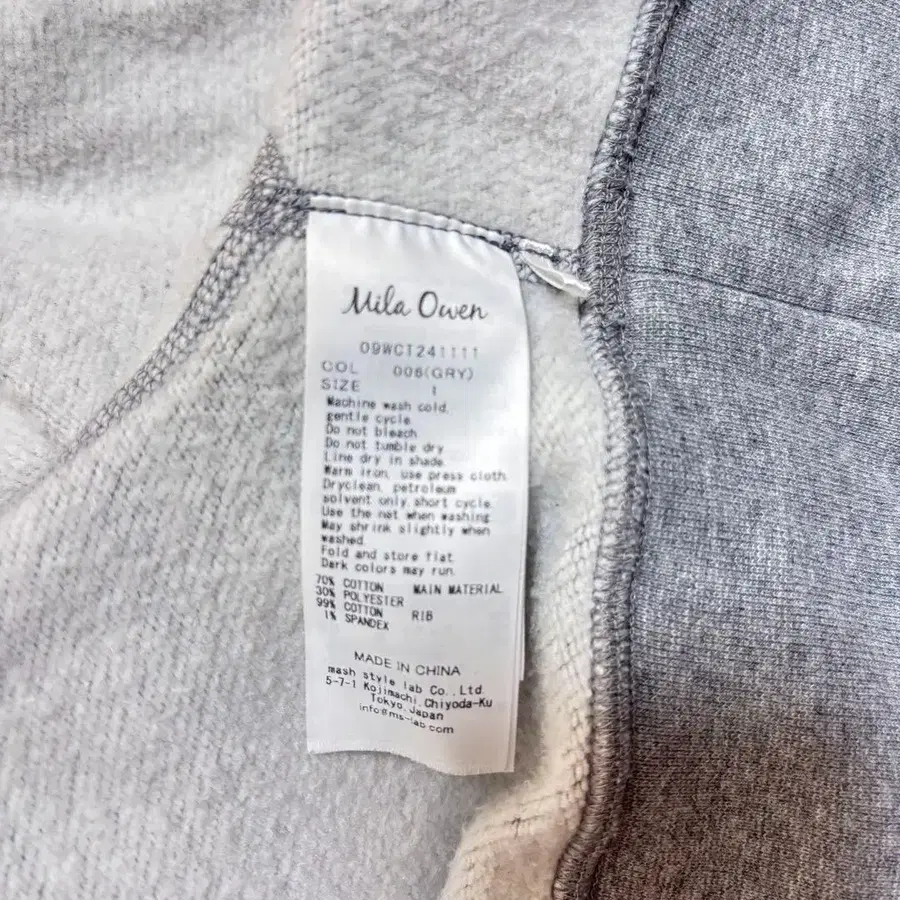 Mila Owen
09WCT241111
COL 006(GRY)
SIZE 1
Machine wash cold,
gentle cycle
Do not bleach
Do not tumble dry
Line dry in shade
Warm iron, use press cloth
Dryclean, petroleum
solvent only, short cycle.
Use the net when washing
May shrink slightly when
washed.
Fold and store flat
Dark colors may run.
70% COTTON MAIN MATERIAL
30% POLYESTER
99% COTTON RIB
1% SPANDEX
MADE IN CHINA
mash style lab Co., Ltd.
5-7-1 Kojimachi, Chiyoda-Ku
Tokyo, Japan
info@ms-lab.com